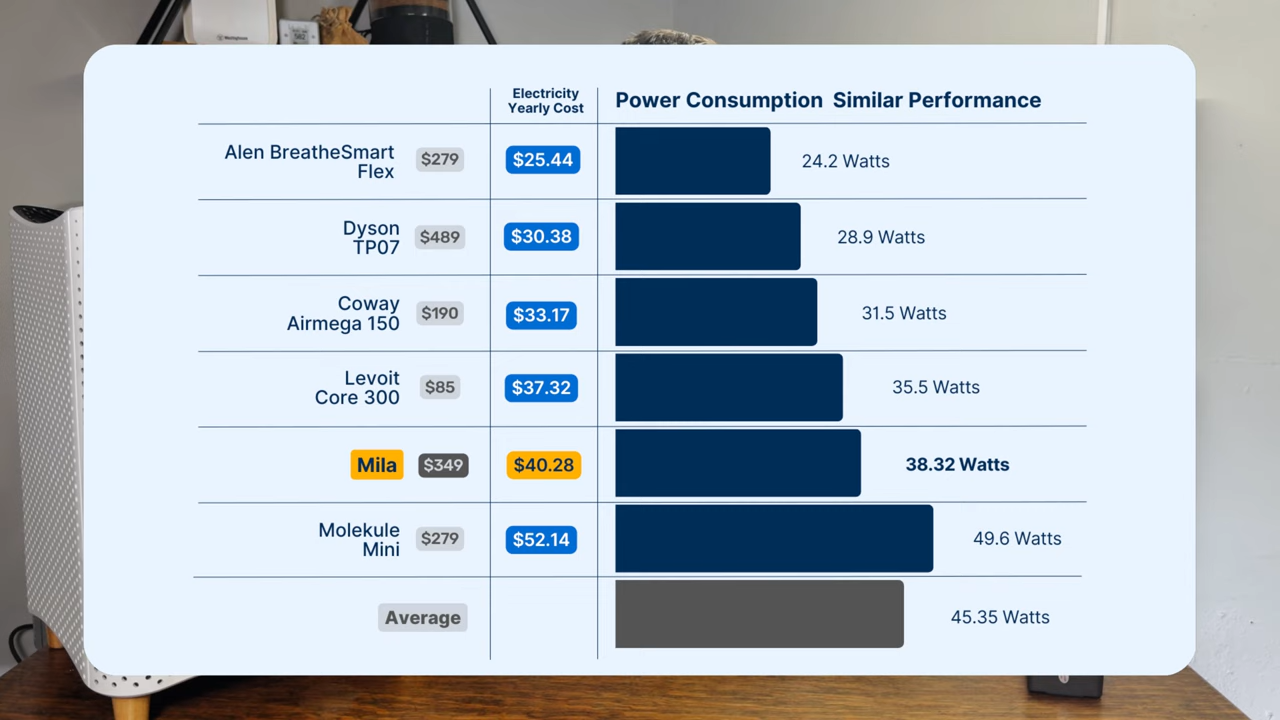 Electricity
Yearly Cost
Power Consumption Similar Performance
Alen BreatheSmart
Flex
$279
$25.44
24.2 Watts
Dyson
TP07
$489
$30.38
28.9 Watts
Coway
Airmega 150
$190
$33.17
31.5 Watts
Levoit
Core 300
$85
$37.32
35.5 Watts
Mila
$349
$40.28
38.32 Watts
Molekule
Mini
$279
$52.14
49.6 Watts
Average
45.35 Watts